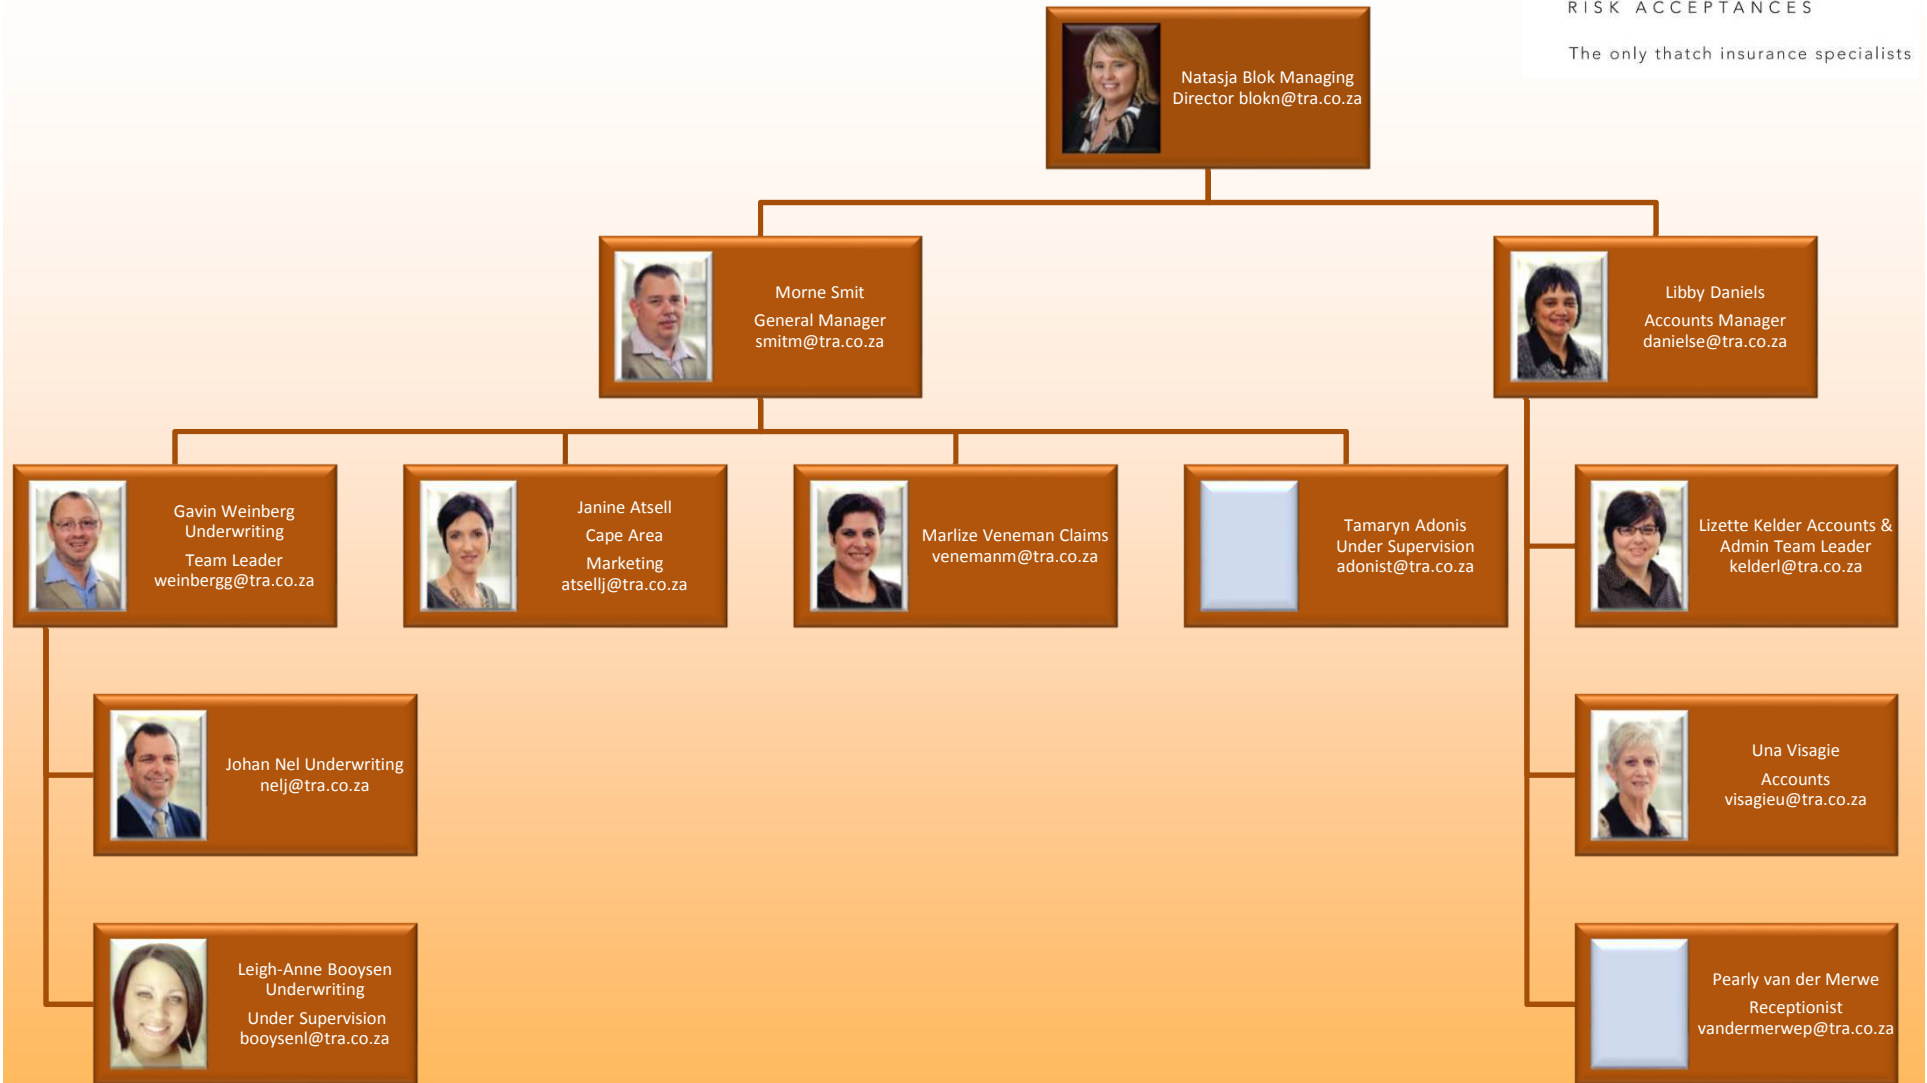 RISK ACCEPTANCES
The only thatch insurance specialists
Natasja Blok Managing
Director blokn@tra.co.za
Morne Smit
General Manager
smitm@tra.co.za
Libby Daniels
Accounts Manager
danielse@tra.co.za
Gavin Weinberg
Underwriting
Team Leader
weinbergg@tra.co.za
Janine Atsell
Cape Area
Marketing
atsellj@tra.co.za
Marlize Veneman Claims
venemanm@tra.co.za
Tamaryn Adonis
Under Supervision
adonist@tra.co.za
Lizette Kelder Accounts &
Admin Team Leader
kelderl@tra.co.za
Johan Nel Underwriting
nelj@tra.co.za
Una Visagie
Accounts
visagieu@tra.co.za
Leigh-Anne Booysen
Underwriting
Under Supervision
booysenl@tra.co.za
Pearly van der Merwe
Receptionist
vandermerwep@tra.co.za